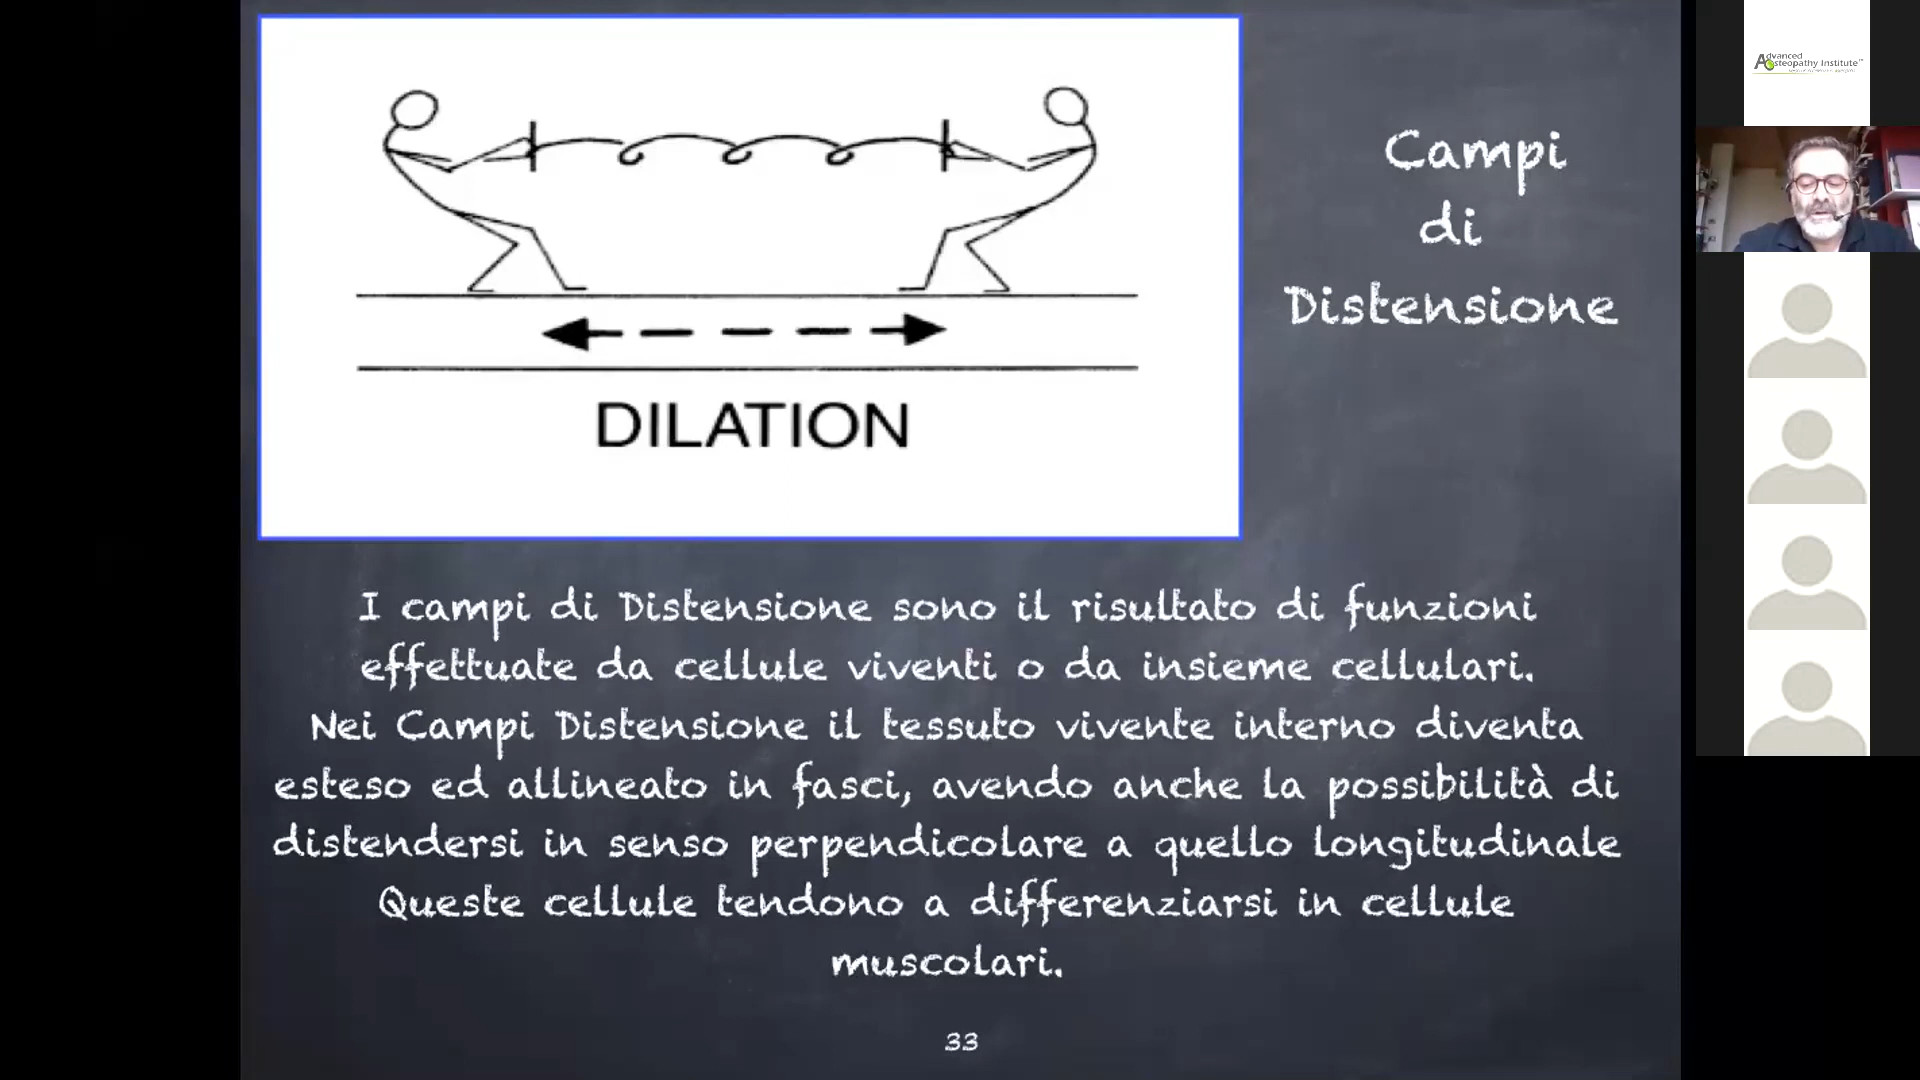 Campi
di
Distensione
DILATION
I campi di Distensione sono il risultato di funzioni
effettuate da cellule viventi o da insieme cellulari.
Nei Campi Distensione il tessuto vivente interno diventa
esteso ed allineato in fasci, avendo anche la possibilità di
distendersi in senso perpendicolare a quello longitudinale
Queste cellule tendono a differenziarsi in cellule
muscolari.
33
Advanced
Osteopathy Institute